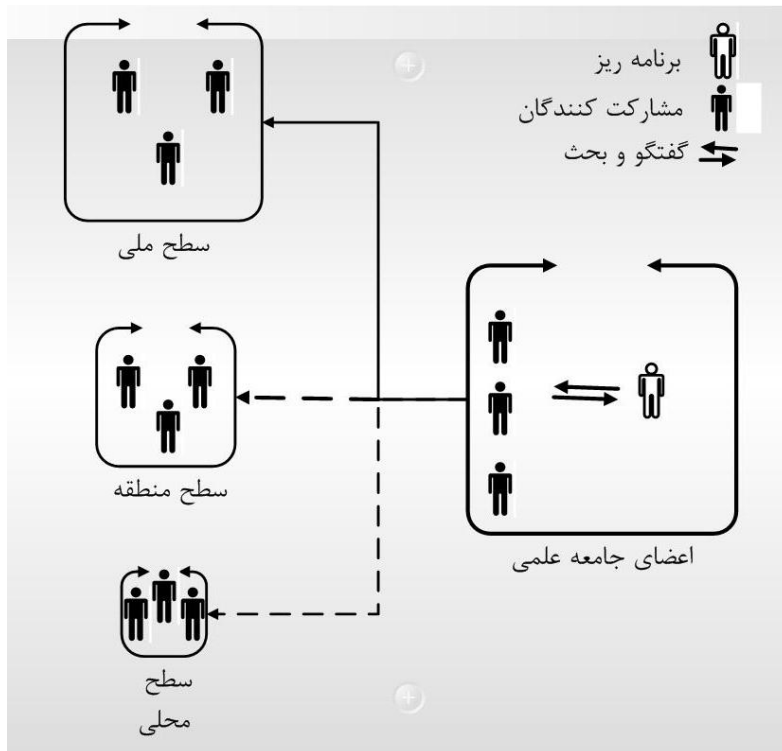 برنامه ریز
مشارکت کنندگان
گفتگو و بحث
سطح ملی
اعضای جامعه علمی
سطح منطقه
سطح
محلی